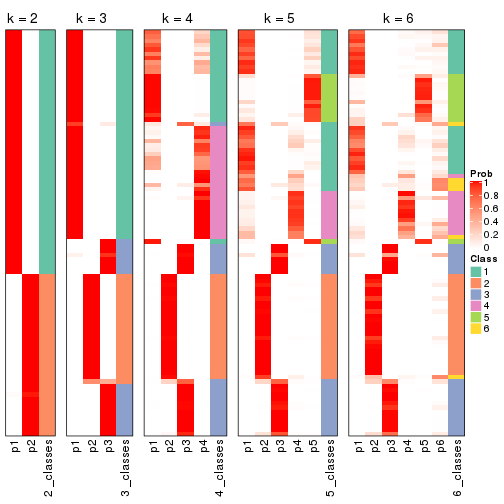 k = 2
k = 3
k = 4
k = 5
k = 6
Prob
1
0.8
0.6
0.4
0.2
0
Class
1
2
3
4
5
6
p1 p2 2_classes
p1 p2 p3 3_classes
p1 p2 p3 p4 4_classes
p1 p2 p3 p4 p5 5_classes
p1 p2 p3 p4 p5 p6 6_classes